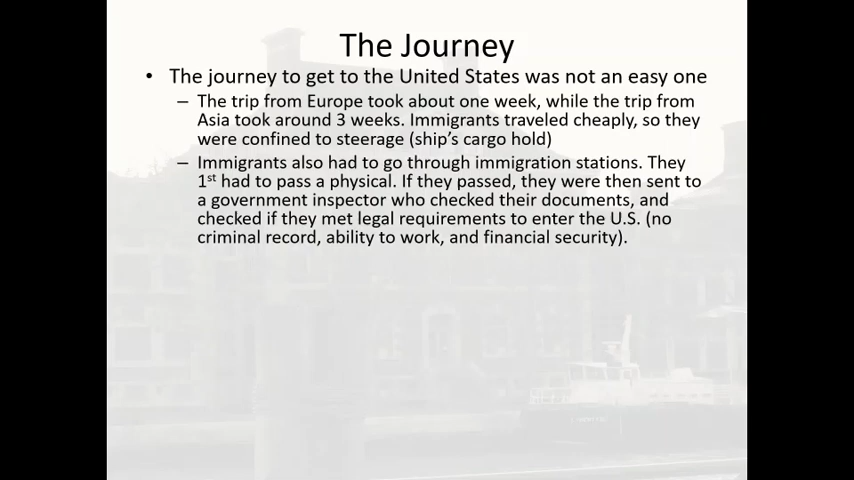 The Journey
• The journey to get to the United States was not an easy one
– The trip from Europe took about one week, while the trip from
Asia took around 3 weeks. Immigrants traveled cheaply, so they
were confined to steerage (ship's cargo hold)
– Immigrants also had to go through immigration stations. They
1st had to pass a physical. If they passed, they were then sent to
a government inspector who checked their documents, and
checked if they met legal requirements to enter the U.S. (no
criminal record, ability to work, and financial security).